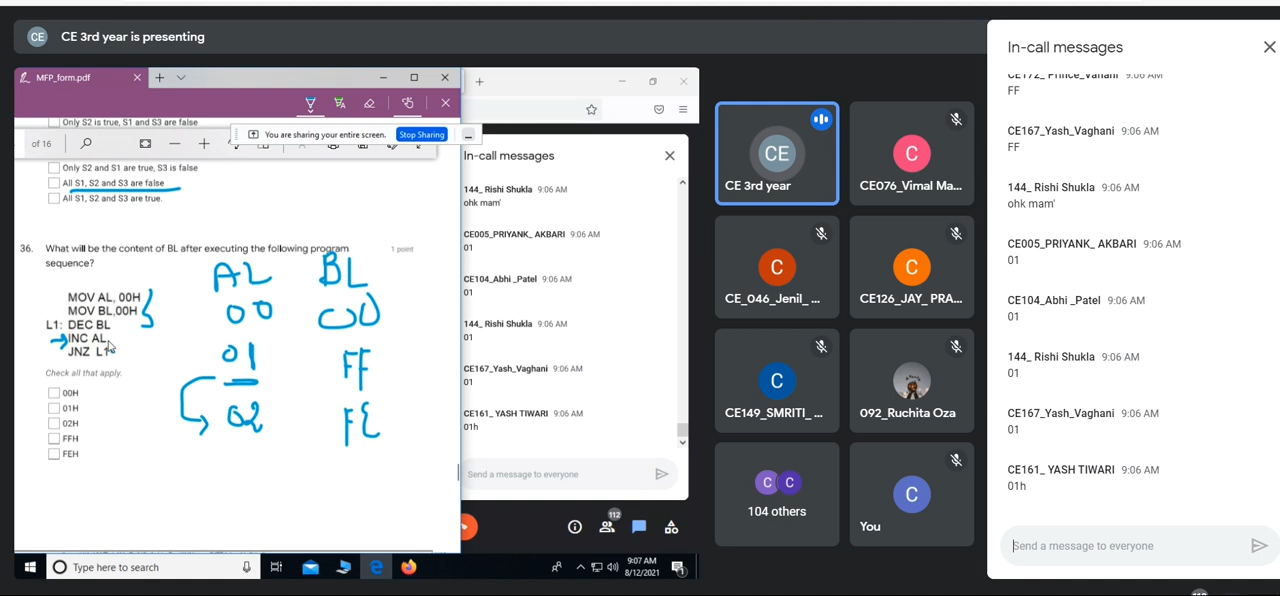 CE
CE 3rd year is presenting
MFP_form.pdf
Only S2 is true, S1 and S3 are false
You are sharing your entire screen.
Stop Sharing
of 16
Only S2 and S1 are true, S3 is false
All S1, S2 and S3 are false
All S1, S2 and S3 are true.
36. What will be the content of BL after executing the following program
sequence?
1 point
MOV AL, 00H
MOV BL,00H
L1: DEC BL
INC AL
JNZ L1
Check all that apply.
00H
01H
02H
FFH
FEH
AL BL
00 00
01 FF
02 FE
In-call messages
144_ Rishi Shukla 9:06 AM
ohk mam'
CE005_PRIYANK_ AKBARI 9:06 AM
01
CE104_Abhi _Patel 9:06 AM
01
144_ Rishi Shukla 9:06 AM
01
CE167_Yash_Vaghani 9:06 AM
01
CE161_ YASH TIWARI 9:06 AM
01h
Send a message to everyone
112
Type here to search
9:07 AM
8/12/2021
1
CE
CE 3rd year
C
CE076_Vimal Ma...
C
CE_046_Jenil_ ...
C
CE126_JAY_ PRA...
C
CE149_SMRITI_ ...
092_Ruchita Oza
C C
104 others
C
You
In-call messages
CE172_ Prince_Vahani 9:06 AM
FF
CE167_Yash_Vaghani 9:06 AM
FF
144_ Rishi Shukla 9:06 AM
ohk mam'
CE005_PRIYANK_ AKBARI 9:06 AM
01
CE104_Abhi _Patel 9:06 AM
01
144_ Rishi Shukla 9:06 AM
01
CE167_Yash_Vaghani 9:06 AM
01
CE161_ YASH TIWARI 9:06 AM
01h
Send a message to everyone